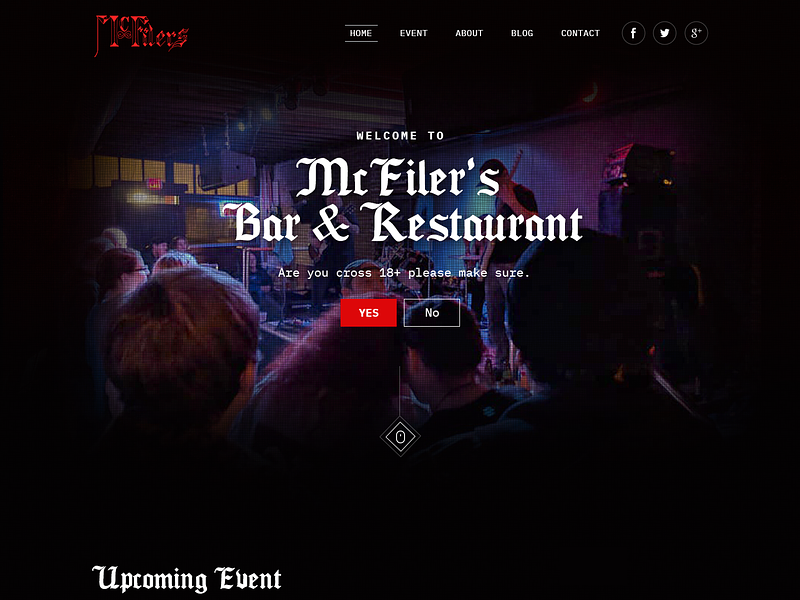 McFilers
HOME EVENT ABOUT BLOG CONTACT
WELCOME TO
McFiler's
Bar & Restaurant
Are you cross 18+ please make sure.
YES No
Upcoming Event